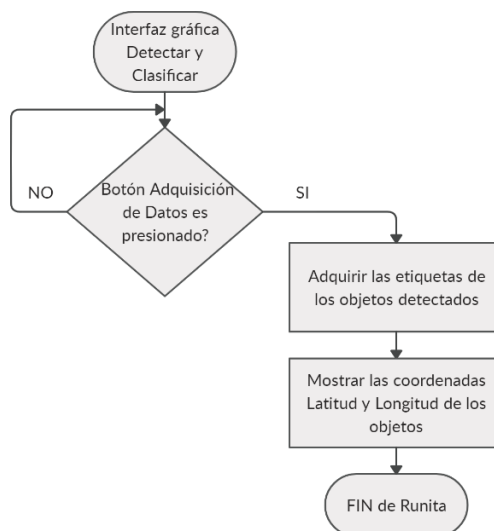 Interfaz gráfica
Detectar y
Clasificar
NO
Botón Adquisición
de Datos es
presionado?
SI
Adquirir las etiquetas de
los objetos detectados
Mostrar las coordenadas
Latitud y Longitud de los
objetos
FIN de Runita